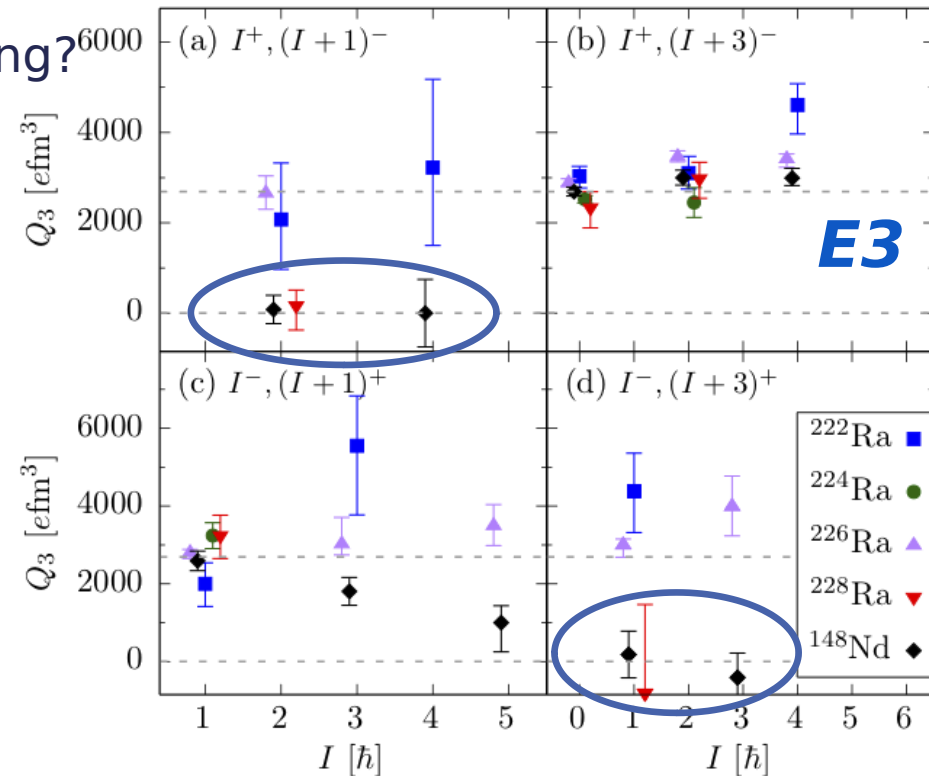 ng?
(a) I⁺, (I + 1)⁻
(b) I⁺, (I + 3)⁻
6000
4000
2000
0
Q₃ [efm³]
E3
(c) I⁻, (I + 1)⁺
(d) I⁻, (I + 3)⁺
6000
4000
2000
0
Q₃ [efm³]
²²²Ra
²²⁴Ra
²²⁶Ra
²²⁸Ra
¹⁴⁸Nd
1 2 3 4 5
0 1 2 3 4 5 6
I [ħ]
I [ħ]